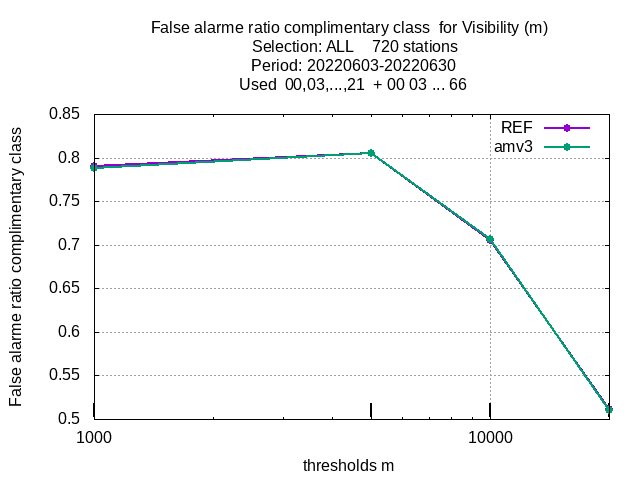 False alarme ratio complimentary class  for Visibility (m)
Selection: ALL    720 stations
Period: 20220603-20220630
Used  00,03,...,21  + 00 03 ... 66
False alarme ratio complimentary class
0.85
0.8
0.75
0.7
0.65
0.6
0.55
0.5
REF
amv3
1000
10000
thresholds m